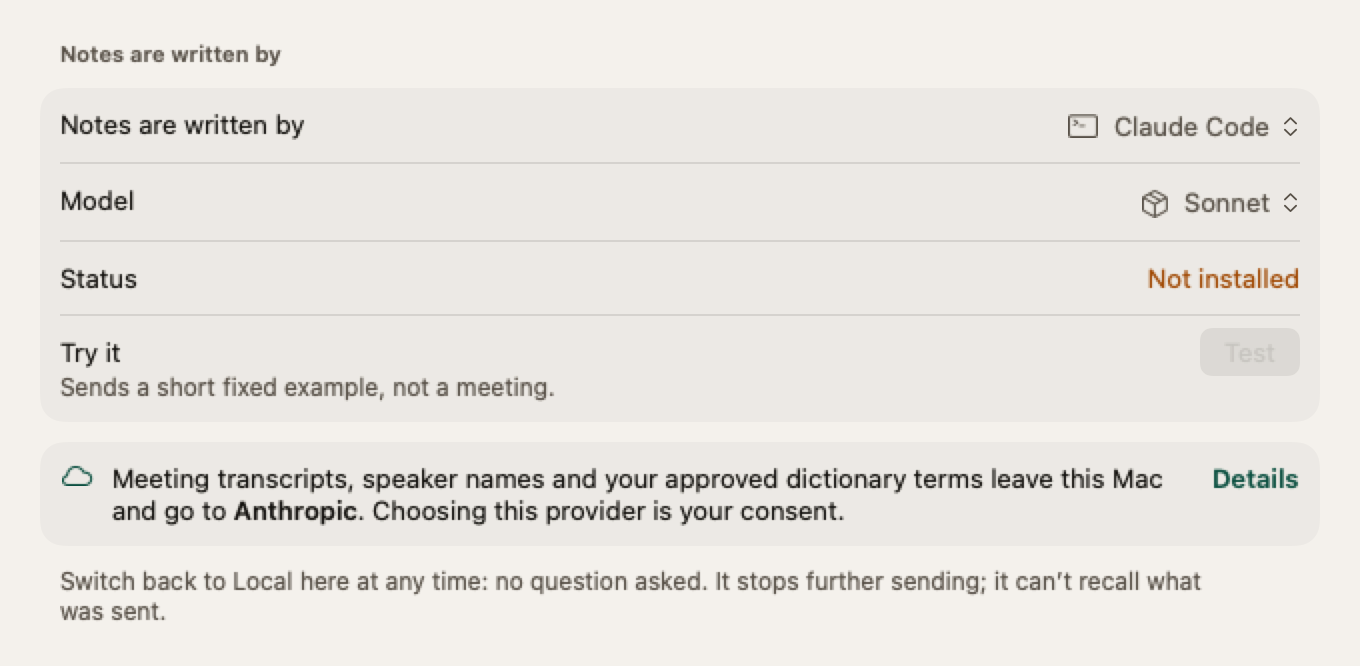 Notes are written by
Notes are written by
Claude Code
Model
Sonnet
Status
Not installed
Try it
Test
Sends a short fixed example, not a meeting.
Meeting transcripts, speaker names and your approved dictionary terms leave this Mac
Details
and go to Anthropic. Choosing this provider is your consent.
Switch back to Local here at any time: no question asked. It stops further sending; it can’t recall what
was sent.